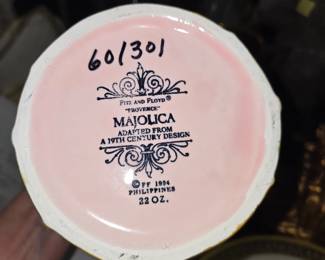 60/301
FITZ AND FLOYD®
"PROVENCE"
MAJOLICA
ADAPTED FROM
A 19TH CENTURY DESIGN
© FF 1994
PHILIPPINES
22 OZ.